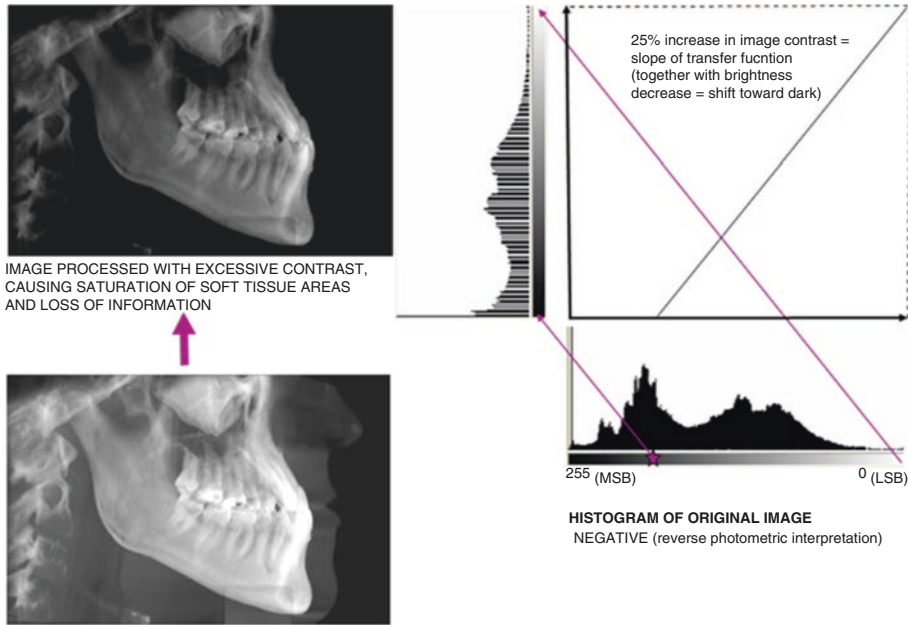 25% increase in image contrast =
slope of transfer fucntion
(together with brightness
decrease = shift toward dark)
IMAGE PROCESSED WITH EXCESSIVE CONTRAST,
CAUSING SATURATION OF SOFT TISSUE AREAS
AND LOSS OF INFORMATION
255 (MSB)
0 (LSB)
HISTOGRAM OF ORIGINAL IMAGE
NEGATIVE (reverse photometric interpretation)